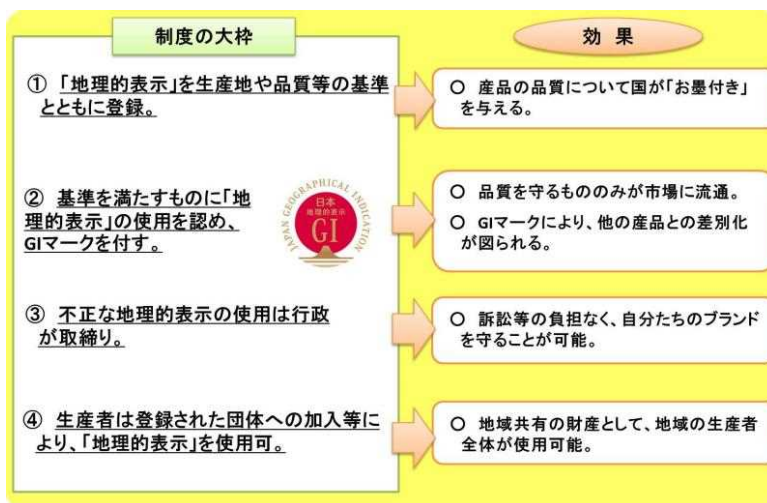 制度の大枠
効 果
① 「地理的表示」を生産地や品質等の基準
とともに登録。
○ 産品の品質について国が「お墨付き」
を与える。
② 基準を満たすものに「地
理的表示」の使用を認め、
GIマークを付す。
JAPAN GEOGRAPHICAL INDICATION
日本
地理的表示
GI
○ 品質を守るもののみが市場に流通。
○ GIマークにより、他の産品との差別化
が図られる。
③ 不正な地理的表示の使用は行政
が取締り。
○ 訴訟等の負担なく、自分たちのブランド
を守ることが可能。
④ 生産者は登録された団体への加入等に
より、「地理的表示」を使用可。
○ 地域共有の財産として、地域の生産者
全体が使用可能。